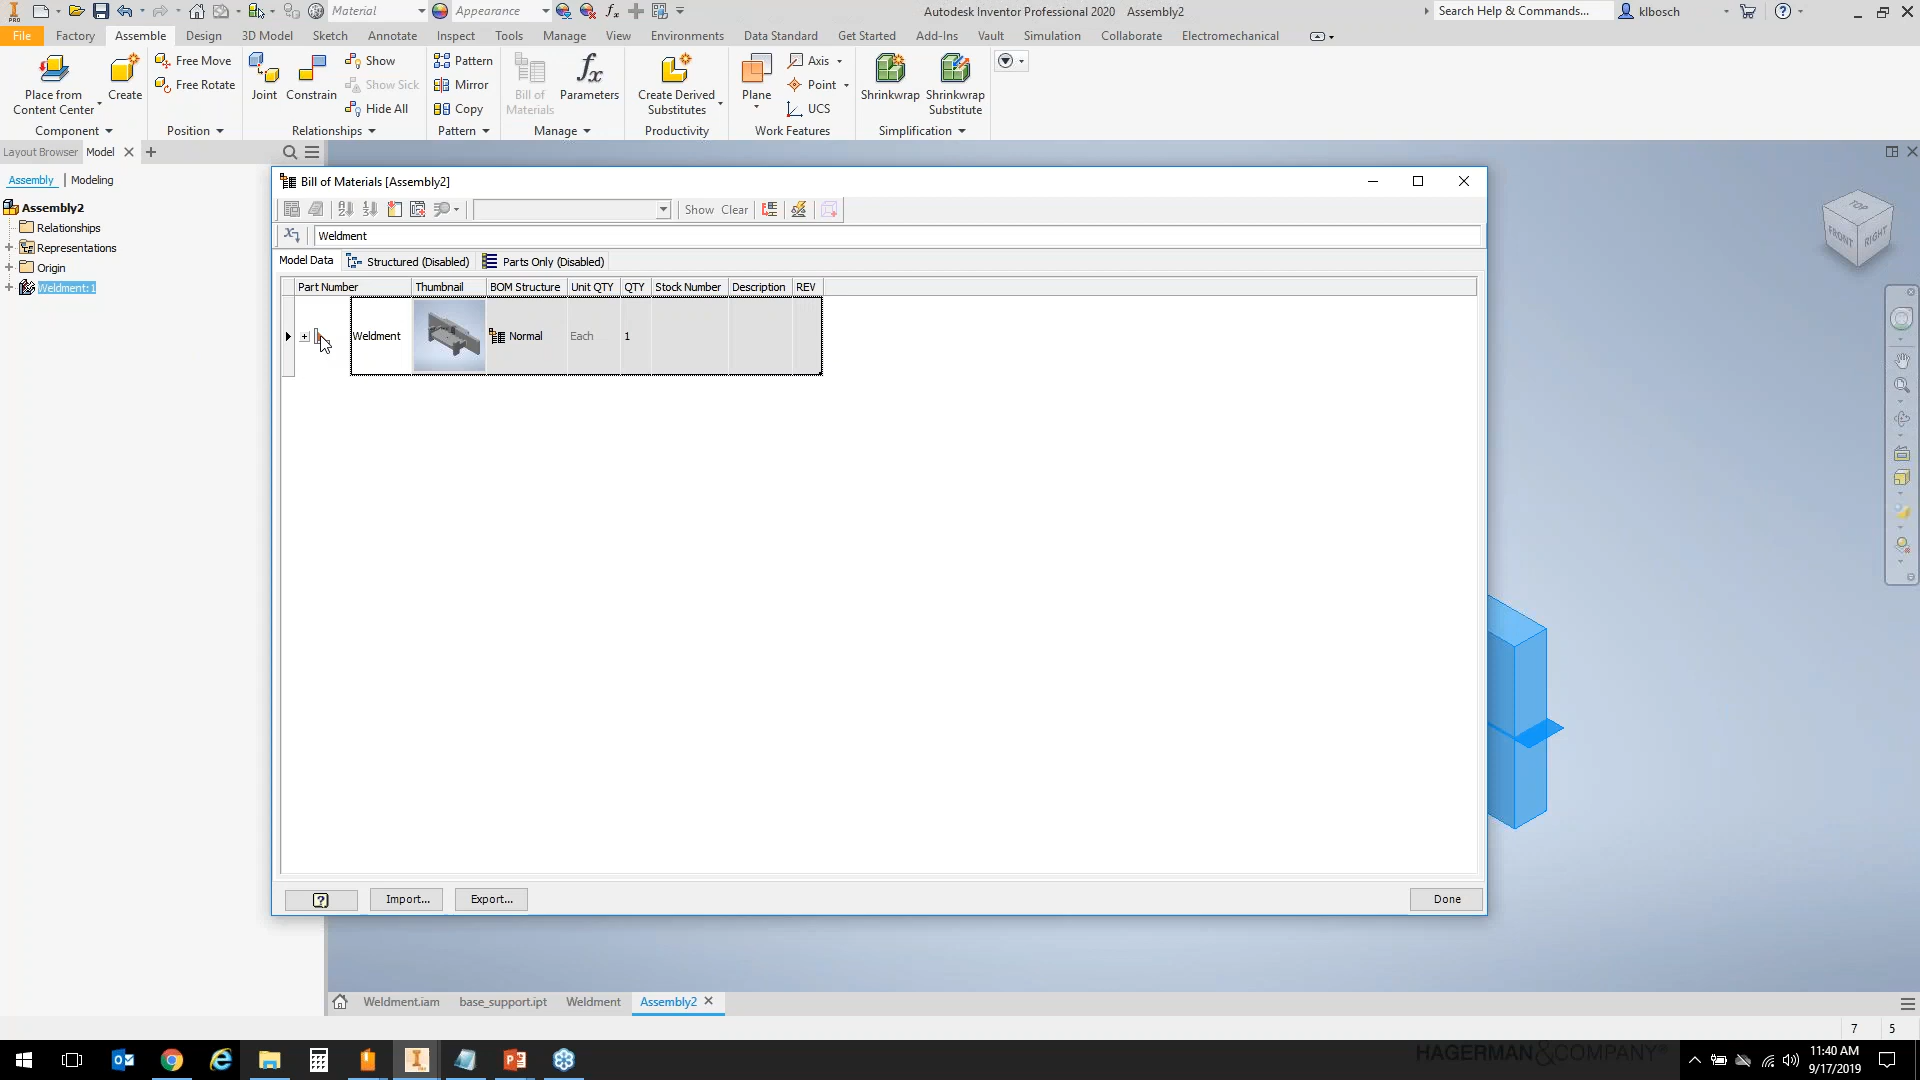 Material
Appearance
Autodesk Inventor Professional 2020 Assembly2
Search Help & Commands...
klbosch
File Factory Assemble Design 3D Model Sketch Annotate Inspect Tools Manage View Environments Data Standard Get Started Add-Ins Vault Simulation Collaborate Electromechanical
Place from
Content Center
Create
Component
Free Move
Free Rotate
Position
Joint
Constrain
Show
Show Sick
Hide All
Relationships
Pattern
Mirror
Copy
Pattern
Bill of
Materials
Parameters
Manage
Create Derived
Substitutes
Productivity
Plane
Axis
Point
UCS
Work Features
Shrinkwrap
Shrinkwrap
Substitute
Simplification
Layout Browser Model
Assembly | Modeling
Assembly2
Relationships
Representations
Origin
Weldment:1
Bill of Materials [Assembly2]
Show Clear
Weldment
Model Data Structured (Disabled) Parts Only (Disabled)
Part Number Thumbnail BOM Structure Unit QTY QTY Stock Number Description REV
Weldment Normal Each 1
Import... Export... Done
TOP
FRONT RIGHT
Weldment.iam base_support.ipt Weldment Assembly2
7 5
HAGERMAN&COMPANY
11:40 AM
9/17/2019